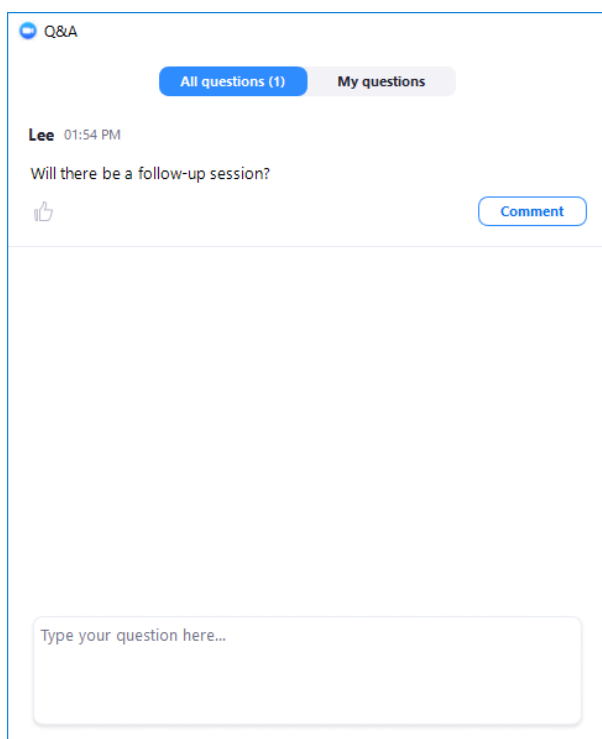 Q&A
All questions (1) My questions
Lee 01:54 PM
Will there be a follow-up session?
Comment
Type your question here...